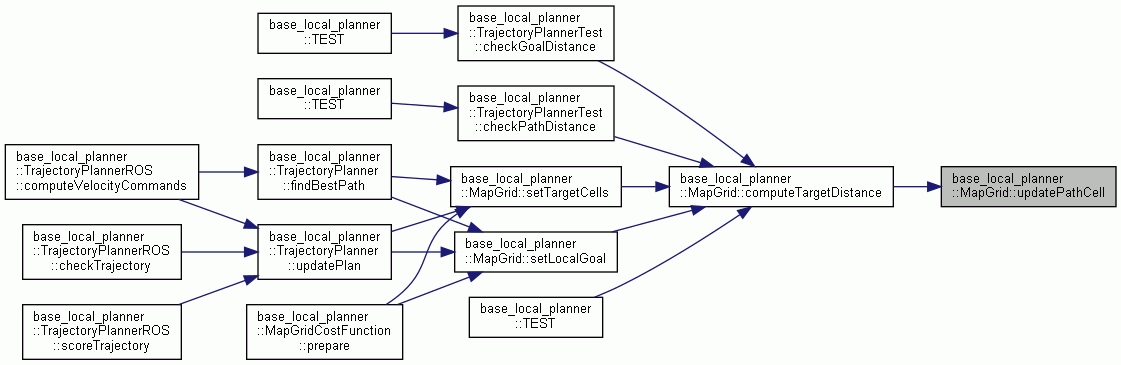 base_local_planner
::TEST
base_local_planner
::TrajectoryPlannerTest
::checkGoalDistance
base_local_planner
::TEST
base_local_planner
::TrajectoryPlannerTest
::checkPathDistance
base_local_planner
::TrajectoryPlannerROS
::computeVelocityCommands
base_local_planner
::TrajectoryPlanner
::findBestPath
base_local_planner
::MapGrid::setTargetCells
base_local_planner
::MapGrid::computeTargetDistance
base_local_planner
::MapGrid::updatePathCell
base_local_planner
::TrajectoryPlannerROS
::checkTrajectory
base_local_planner
::TrajectoryPlanner
::updatePlan
base_local_planner
::MapGrid::setLocalGoal
base_local_planner
::TrajectoryPlannerROS
::scoreTrajectory
base_local_planner
::MapGridCostFunction
::prepare
base_local_planner
::TEST